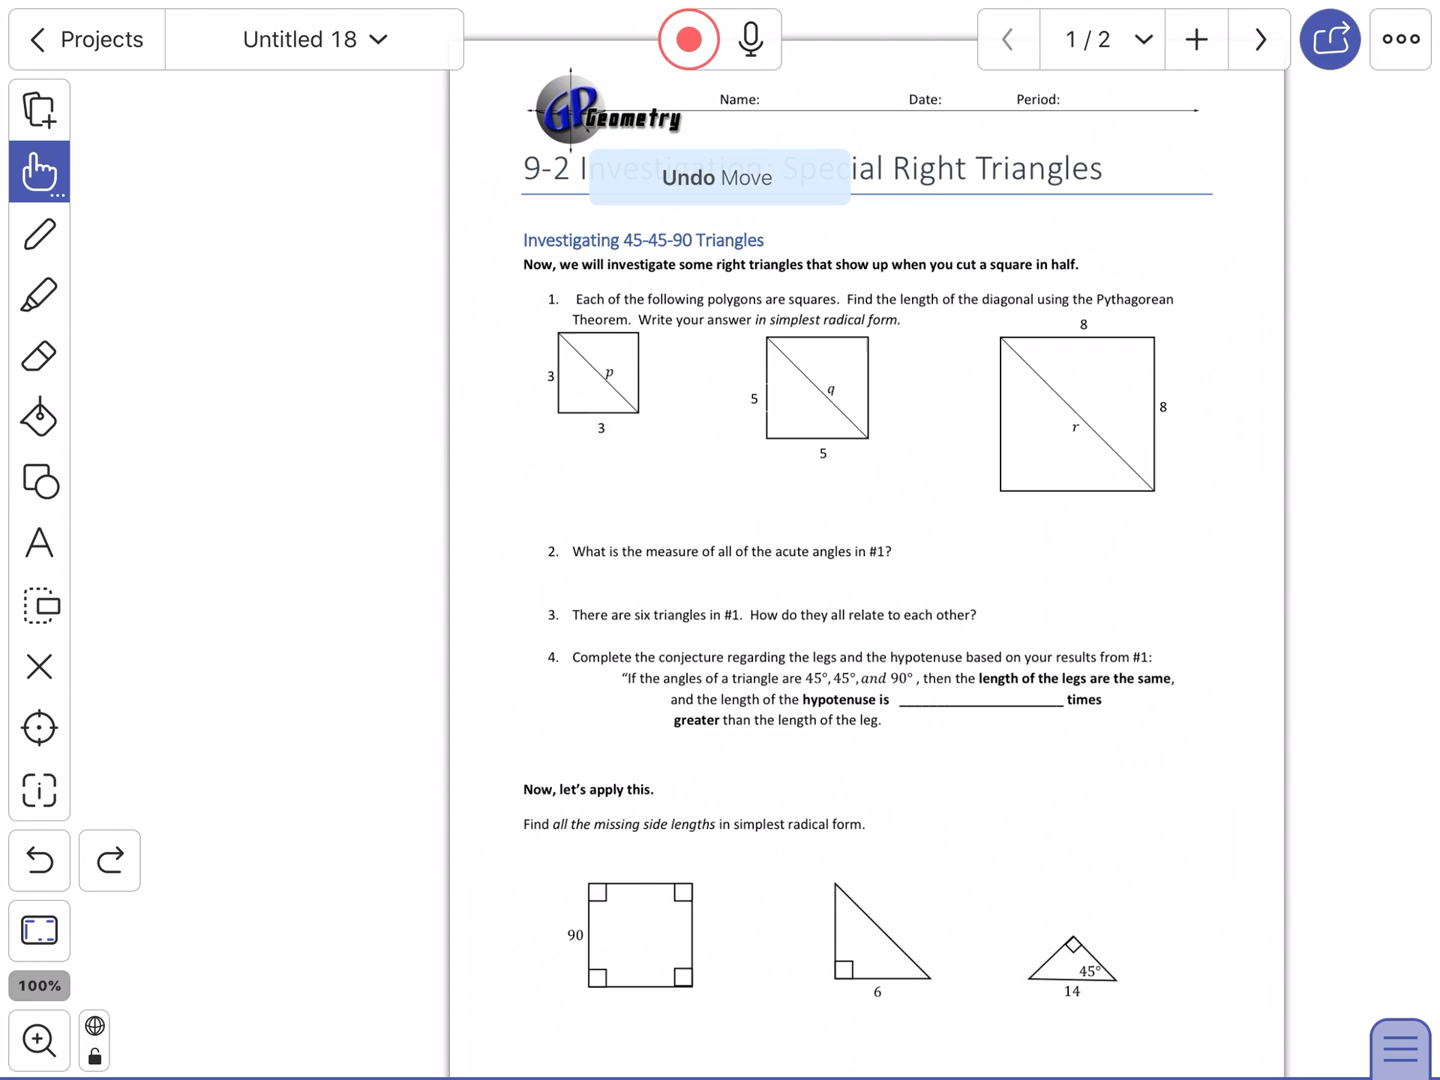 Projects
Untitled 18
1 / 2
GP Geometry
Name:
Date:
Period:
9-2 Investigation: Special Right Triangles
Undo Move
Investigating 45-45-90 Triangles
Now, we will investigate some right triangles that show up when you cut a square in half.
1. Each of the following polygons are squares. Find the length of the diagonal using the Pythagorean
Theorem. Write your answer in simplest radical form.
3
p
3
5
q
5
8
8
r
2. What is the measure of all of the acute angles in #1?
3. There are six triangles in #1. How do they all relate to each other?
4. Complete the conjecture regarding the legs and the hypotenuse based on your results from #1:
“If the angles of a triangle are 45°, 45°, and 90° , then the length of the legs are the same,
and the length of the hypotenuse is ______________________ times
greater than the length of the leg.
Now, let’s apply this.
Find all the missing side lengths in simplest radical form.
90
6
45°
14
A
100%